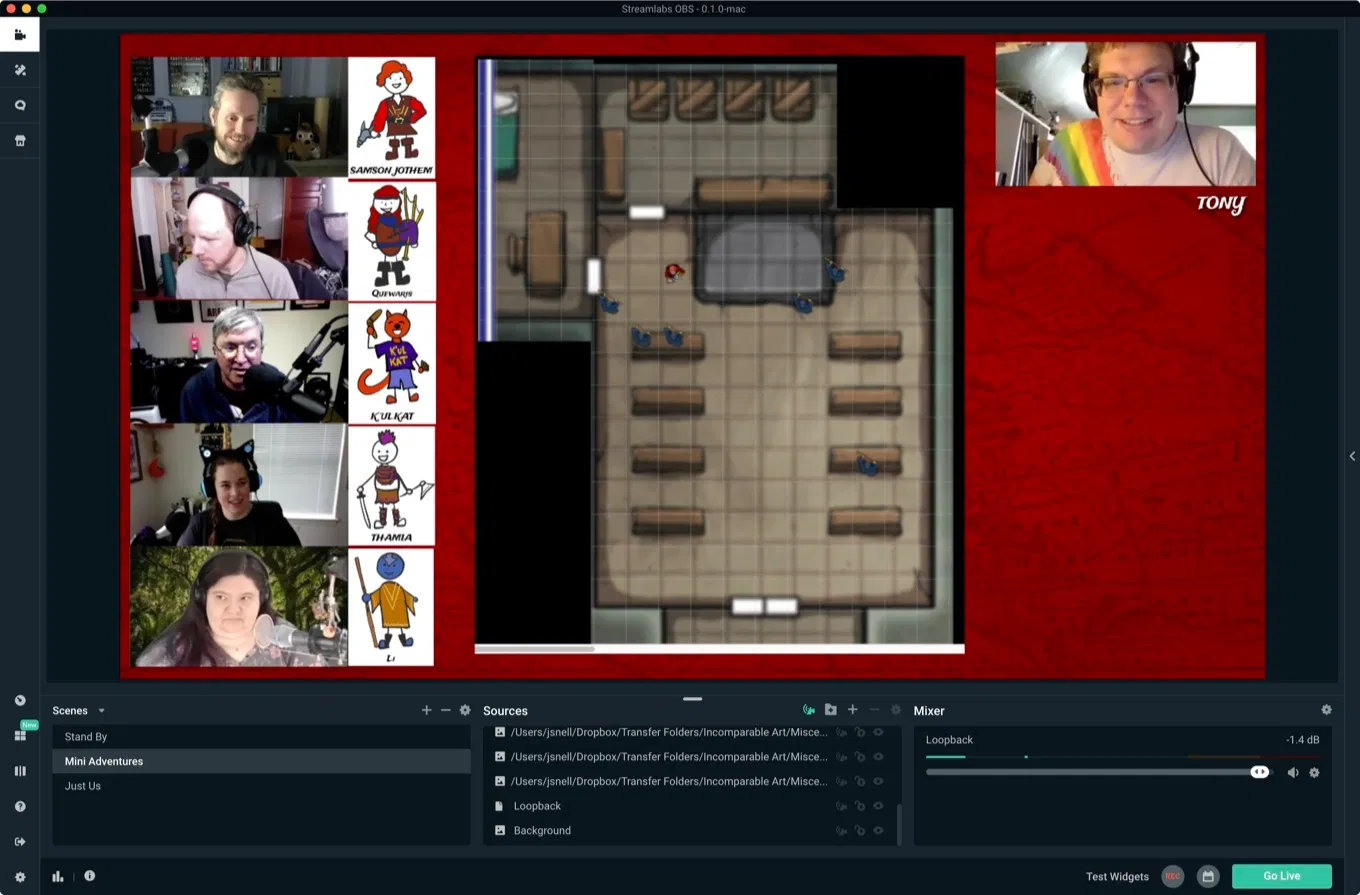 Streamlabs OBS - 0.1.0-mac
SAMSON JOTHEM
QUEWARIS
K'UL
KAT
K'ULKAT
THAMIA
LI
TONY
Scenes
Stand By
Mini Adventures
Just Us
New
Sources
/Users/jsnell/Dropbox/Transfer Folders/Incomparable Art/Misce...
/Users/jsnell/Dropbox/Transfer Folders/Incomparable Art/Misce...
/Users/jsnell/Dropbox/Transfer Folders/Incomparable Art/Misce...
Loopback
Background
Mixer
Loopback
-1.4 dB
Test Widgets
REC
Go Live